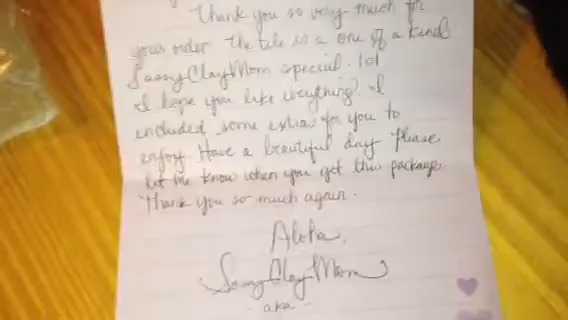 Thank you so very much for
your order. The tile is a one of a kind
SassyClayMom special. lol
I hope you like everything! I
included some extras for you to
enjoy. Have a beautiful day. Please
let me know when you get this package.
Thank you so much again.
Aloha,
SassyClayMom
- aka -